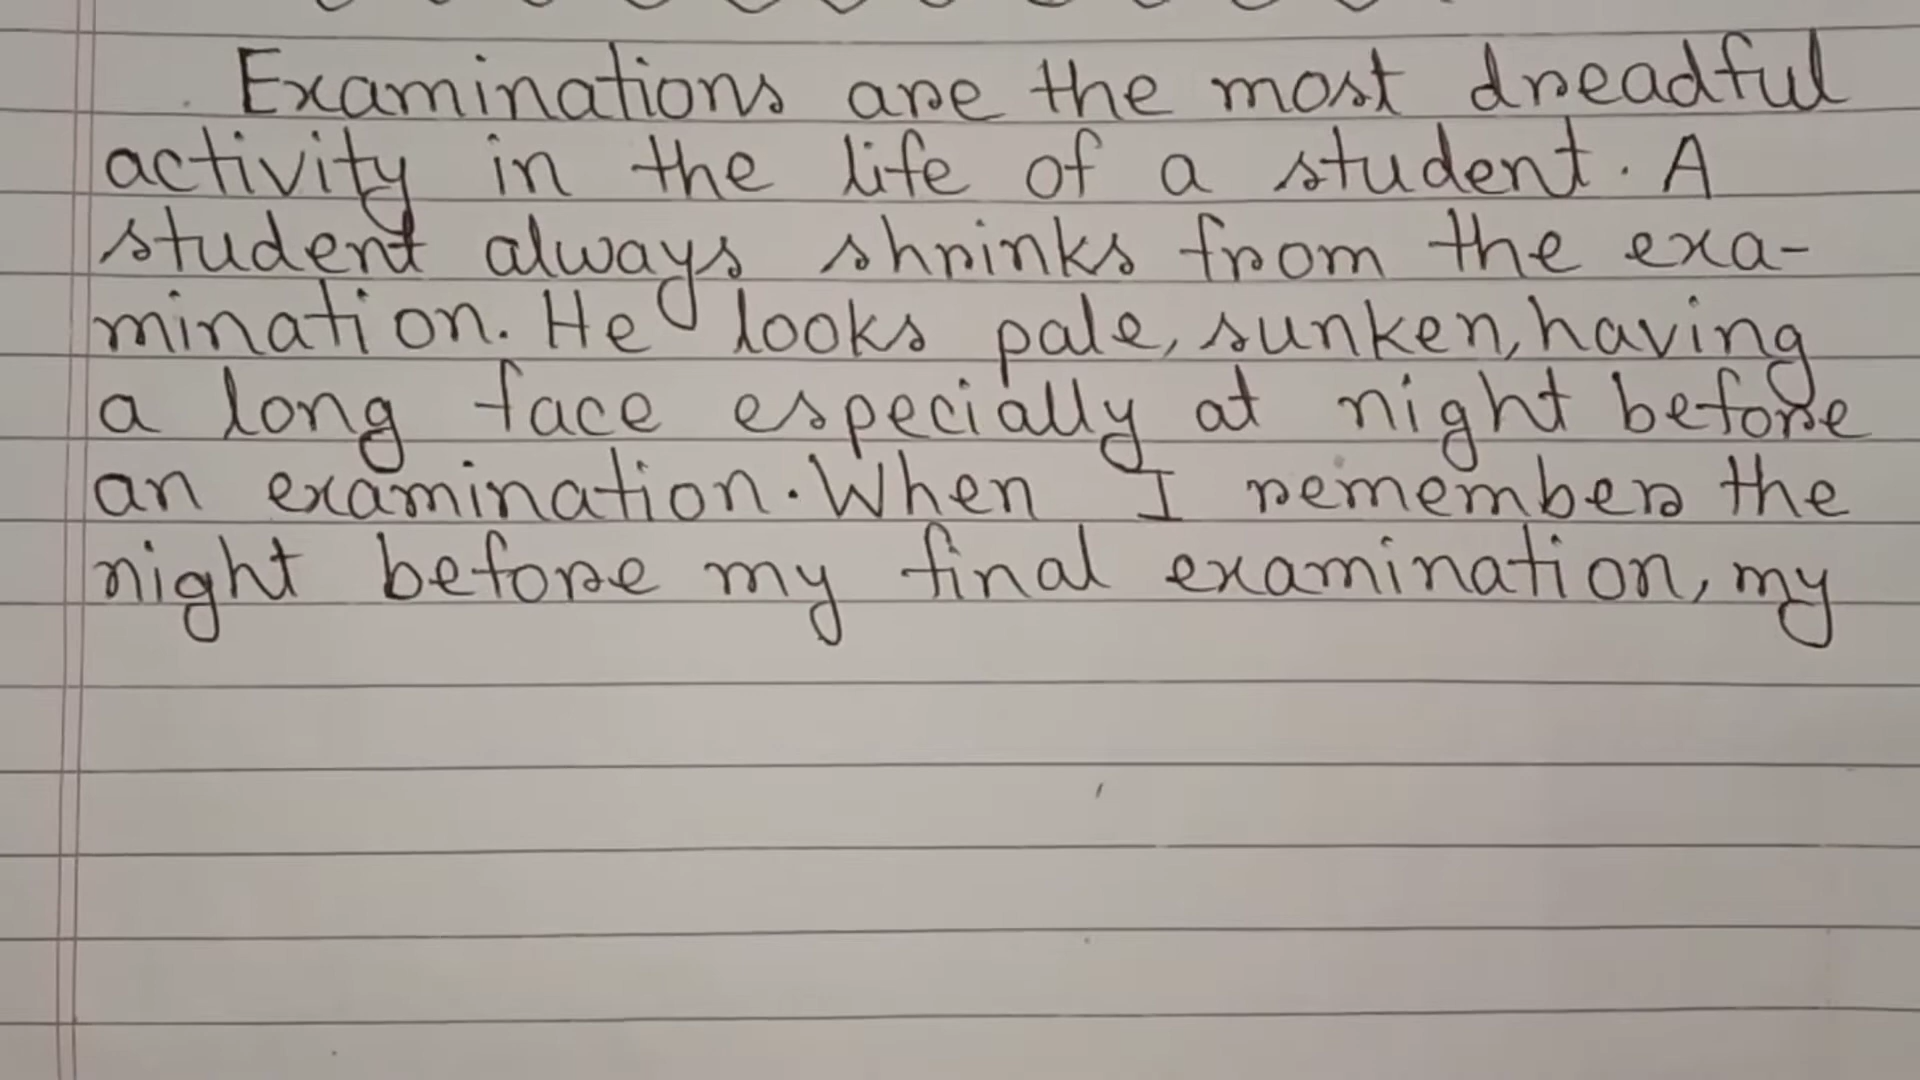 Examinations are the most dreadful
activity in the life of a student. A
student always shrinks from the exa-
mination. He looks pale, sunken, having
a long face especially at night before
an examination. When I remember the
night before my final examination, my